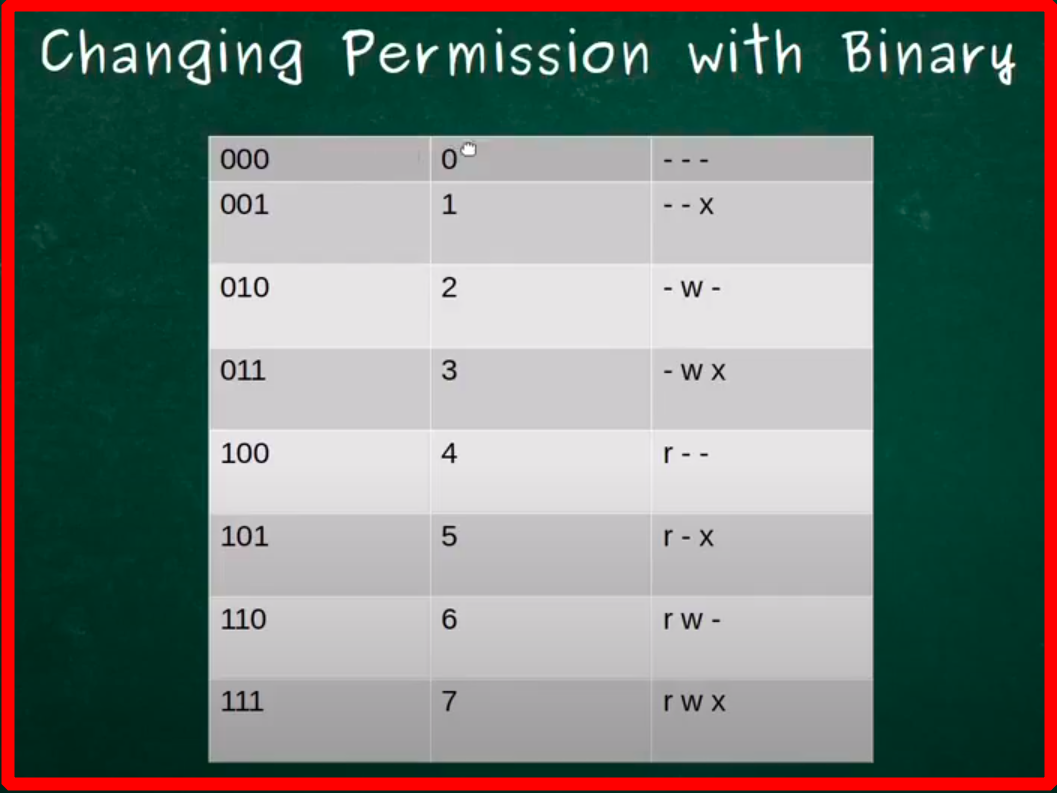 Changing Permission with Binary
000 0 - - -
001 1 - - x
010 2 - w -
011 3 - w x
100 4 r - -
101 5 r - x
110 6 r w -
111 7 r w x